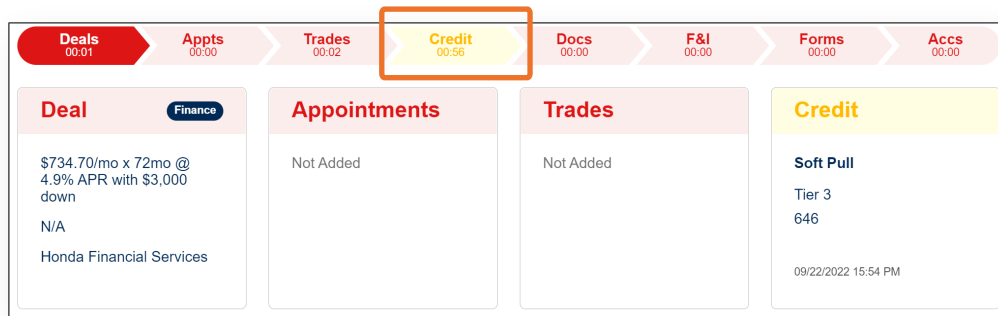 Deals Appts Trades Credit Docs F&I Forms Accs
00:01 00:00 00:02 00:56 00:00 00:00 00:00 00:00
Deal Finance
$734.70/mo x 72mo @
4.9% APR with $3,000
down
N/A
Honda Financial Services
Appointments
Not Added
Trades
Not Added
Credit
Soft Pull
Tier 3
646
09/22/2022 15:54 PM